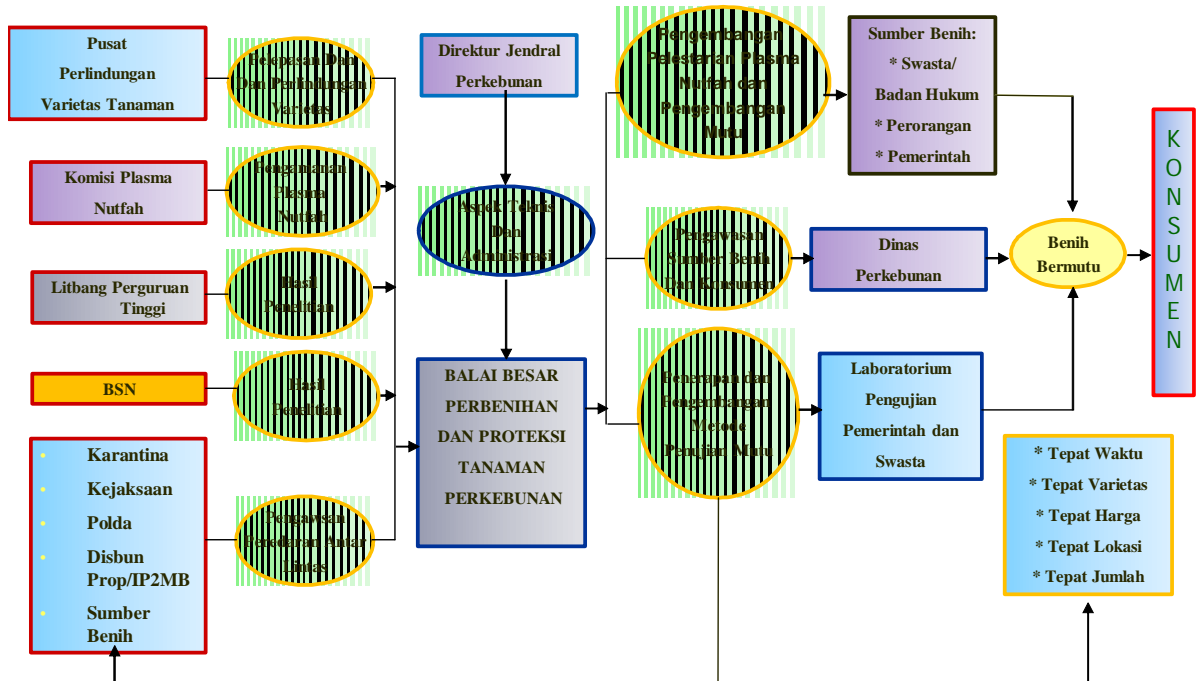 Pusat
Perlindungan
Varietas Tanaman
Pelepasan Dan
Dan Perlindungan
Varietas
Komisi Plasma
Nutfah
Pengamanan
Plasma
Nutfah
Litbang Perguruan
Tinggi
Hasil
Penelitian
BSN
Hasil
Penelitian
Karantina
Kejaksaan
Polda
Disbun
Prop/IP2MB
Sumber
Benih
Pengawsan
Peredaran Antar
Lintas
Direktur Jendral
Perkebunan
Aspek Teknis
Dan
Administrasi
BALAI BESAR
PERBENIHAN
DAN PROTEKSI
TANAMAN
PERKEBUNAN
Pengembangan
Pelestarian Plasma
Nutfah dan
Pengembangan
Mutu
Pengawasan
Sumber Benih
Dan Konsumen
Penerapan dan
Pengembangan
Metode
Penujian Mutu
Sumber Benih:
* Swasta/
Badan Hukum
* Perorangan
* Pemerintah
Dinas
Perkebunan
Laboratorium
Pengujian
Pemerintah dan
Swasta
Benih
Bermutu
K
O
N
S
U
M
E
N
* Tepat Waktu
* Tepat Varietas
* Tepat Harga
* Tepat Lokasi
* Tepat Jumlah